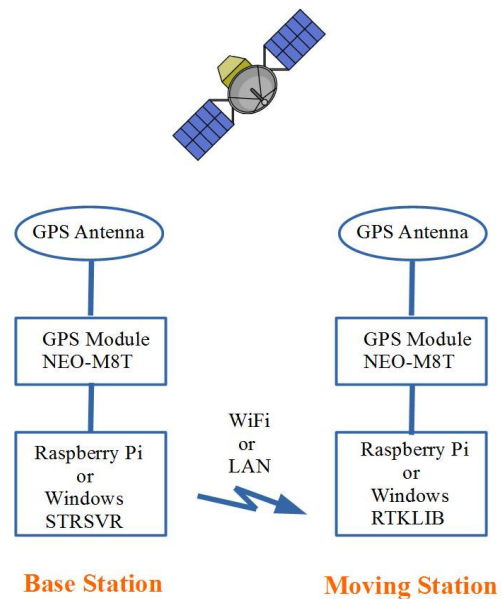 GPS Antenna
GPS Module
NEO-M8T
Raspberry Pi
or
Windows
STRSVR
Base Station
WiFi
or
LAN
GPS Antenna
GPS Module
NEO-M8T
Raspberry Pi
or
Windows
RTKLIB
Moving Station